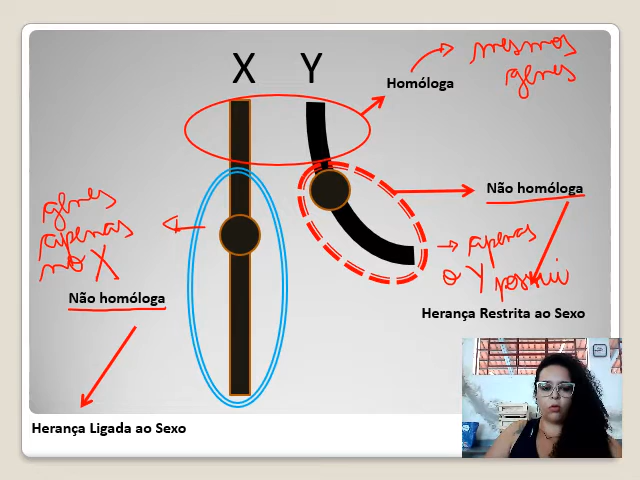 X Y
Homóloga
mesmos
genes
Não homóloga
genes
apenas
no X
apenas
o Y possui
Não homóloga
Herança Restrita ao Sexo
Herança Ligada ao Sexo